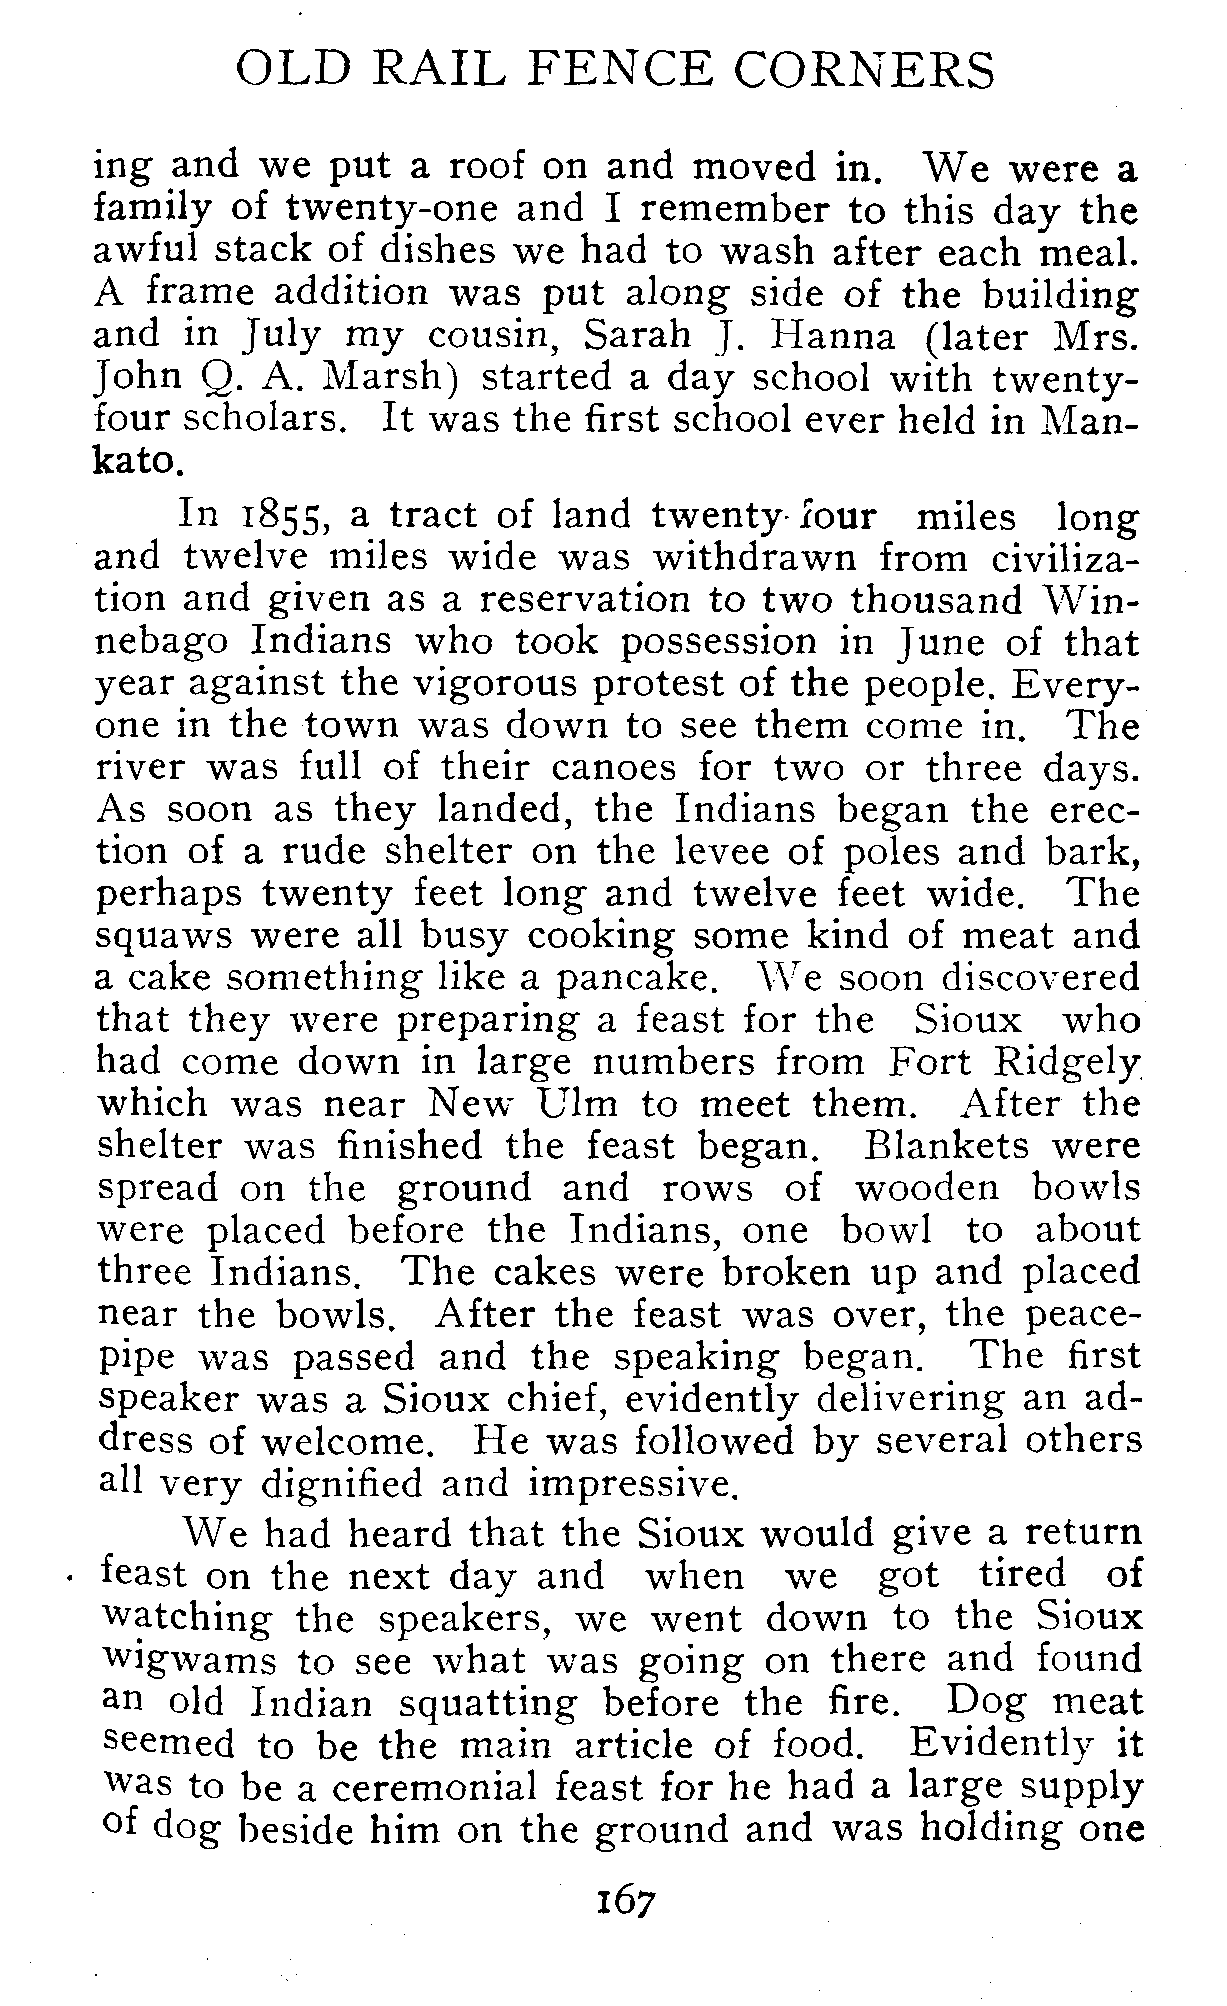 OLD RAIL FENCE CORNERS
ing and we put a roof on and moved in. We were a
family of twenty-one and I remember to this day the
awful stack of dishes we had to wash after each meal.
A frame addition was put along side of the building
and in July my cousin, Sarah J. Hanna (later Mrs.
John Q. A. Marsh) started a day school with twenty-
four scholars. It was the first school ever held in Man-
kato.
In 1855, a tract of land twenty-four miles long
and twelve miles wide was withdrawn from civiliza-
tion and given as a reservation to two thousand Win-
nebago Indians who took possession in June of that
year against the vigorous protest of the people. Every-
one in the town was down to see them come in. The
river was full of their canoes for two or three days.
As soon as they landed, the Indians began the erec-
tion of a rude shelter on the levee of poles and bark,
perhaps twenty feet long and twelve feet wide. The
squaws were all busy cooking some kind of meat and
a cake something like a pancake. We soon discovered
that they were preparing a feast for the Sioux who
had come down in large numbers from Fort Ridgely
which was near New Ulm to meet them. After the
shelter was finished the feast began. Blankets were
spread on the ground and rows of wooden bowls
were placed before the Indians, one bowl to about
three Indians. The cakes were broken up and placed
near the bowls. After the feast was over, the peace-
pipe was passed and the speaking began. The first
speaker was a Sioux chief, evidently delivering an ad-
dress of welcome. He was followed by several others
all very dignified and impressive.
We had heard that the Sioux would give a return
feast on the next day and when we got tired of
watching the speakers, we went down to the Sioux
wigwams to see what was going on there and found
an old Indian squatting before the fire. Dog meat
seemed to be the main article of food. Evidently it
was to be a ceremonial feast for he had a large supply
of dog beside him on the ground and was holding one
167